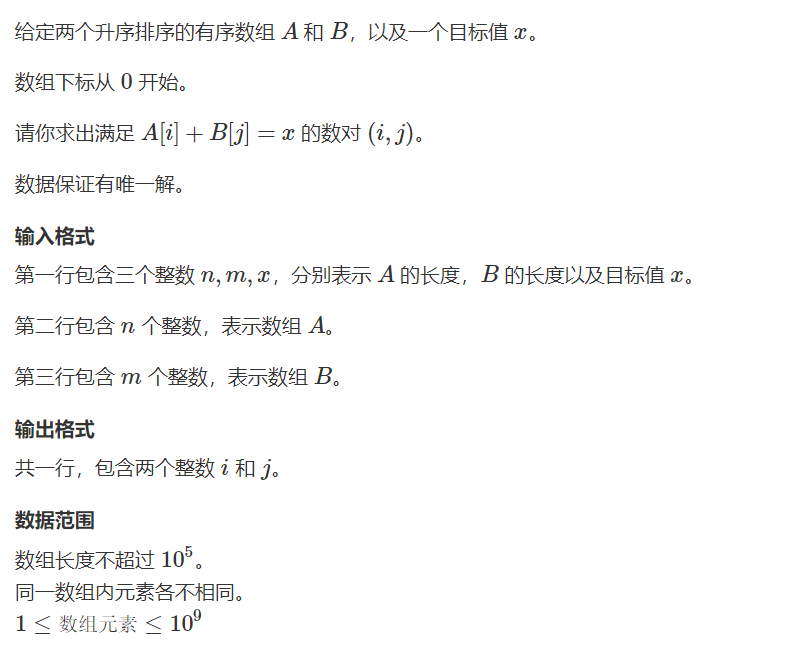 给定两个升序排序的有序数组 A 和 B，以及一个目标值 x。
数组下标从 0 开始。
请你求出满足 A[i] + B[j] = x 的数对 (i, j)。
数据保证有唯一解。
输入格式
第一行包含三个整数 n, m, x，分别表示 A 的长度，B 的长度以及目标值 x。
第二行包含 n 个整数，表示数组 A。
第三行包含 m 个整数，表示数组 B。
输出格式
共一行，包含两个整数 i 和 j。
数据范围
数组长度不超过 10⁵。
同一数组内元素各不相同。
1 ≤ 数组元素 ≤ 10⁹